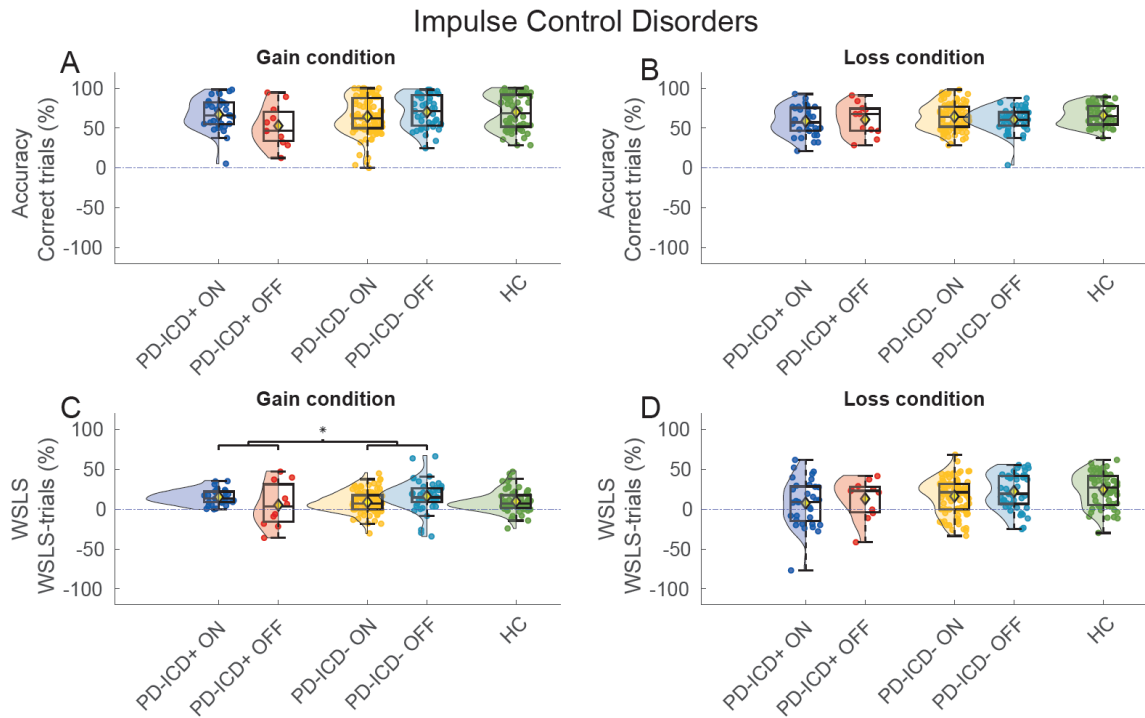 Impulse Control Disorders
A
Gain condition
Accuracy
Correct trials (%)
100
50
0
-50
-100
PD-ICD+ ON
PD-ICD+ OFF
PD-ICD- ON
PD-ICD- OFF
HC
B
Loss condition
Accuracy
Correct trials (%)
100
50
0
-50
-100
PD-ICD+ ON
PD-ICD+ OFF
PD-ICD- ON
PD-ICD- OFF
HC
C
Gain condition
WSLS
WSLS-trials (%)
100
50
0
-50
-100
*
PD-ICD+ ON
PD-ICD+ OFF
PD-ICD- ON
PD-ICD- OFF
HC
D
Loss condition
WSLS
WSLS-trials (%)
100
50
0
-50
-100
PD-ICD+ ON
PD-ICD+ OFF
PD-ICD- ON
PD-ICD- OFF
HC